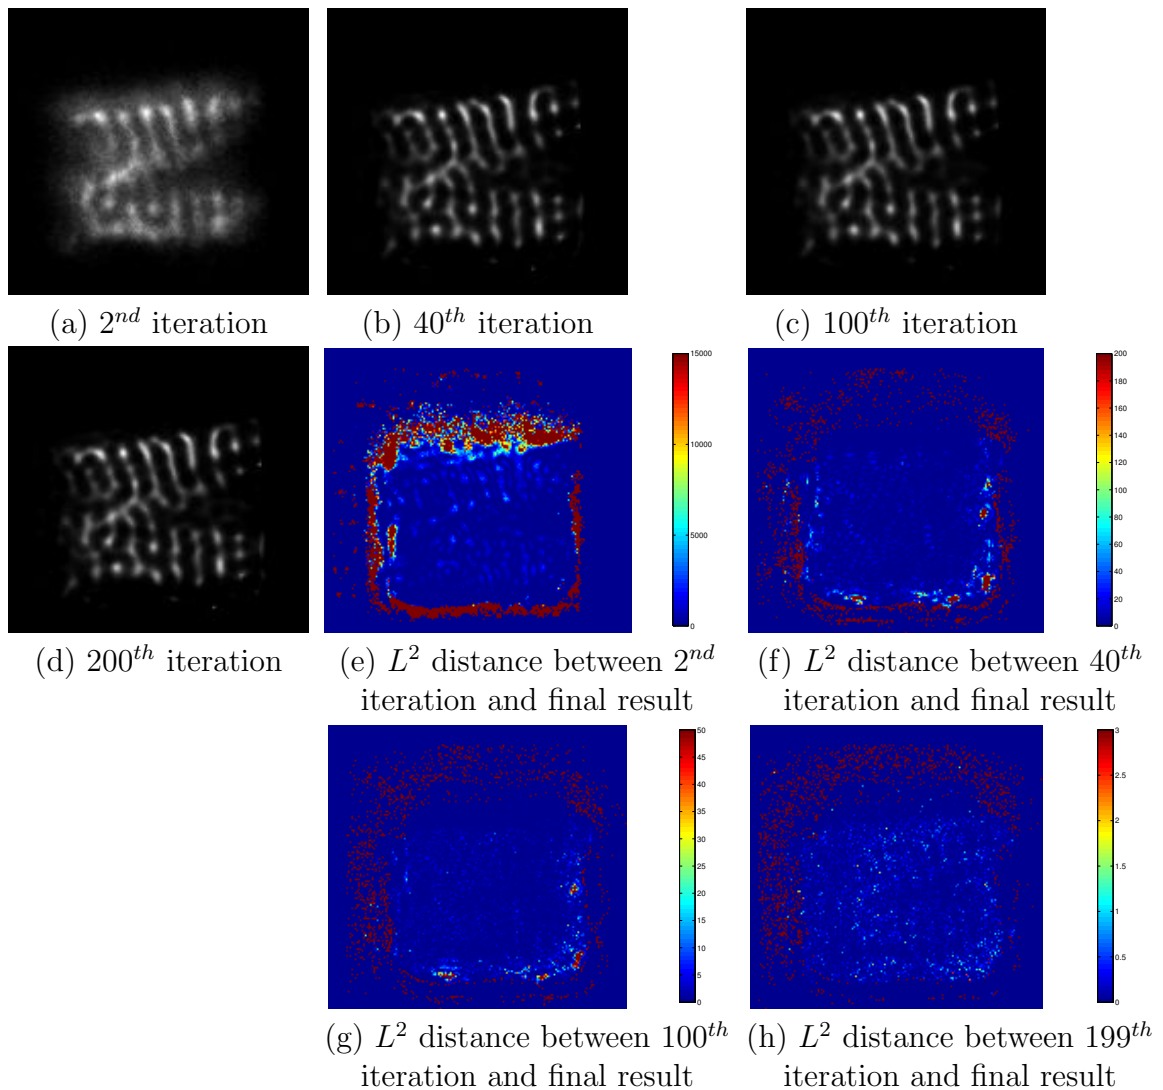 (a) 2nd iteration
(b) 40th iteration
(c) 100th iteration
15000
10000
5000
0
200
180
160
140
120
100
80
60
40
20
0
(d) 200th iteration
(e) L2 distance between 2nd
iteration and final result
(f) L2 distance between 40th
iteration and final result
50
45
40
35
30
25
20
15
10
5
0
3
2.5
2
1.5
1
0.5
0
(g) L2 distance between 100th
iteration and final result
(h) L2 distance between 199th
iteration and final result